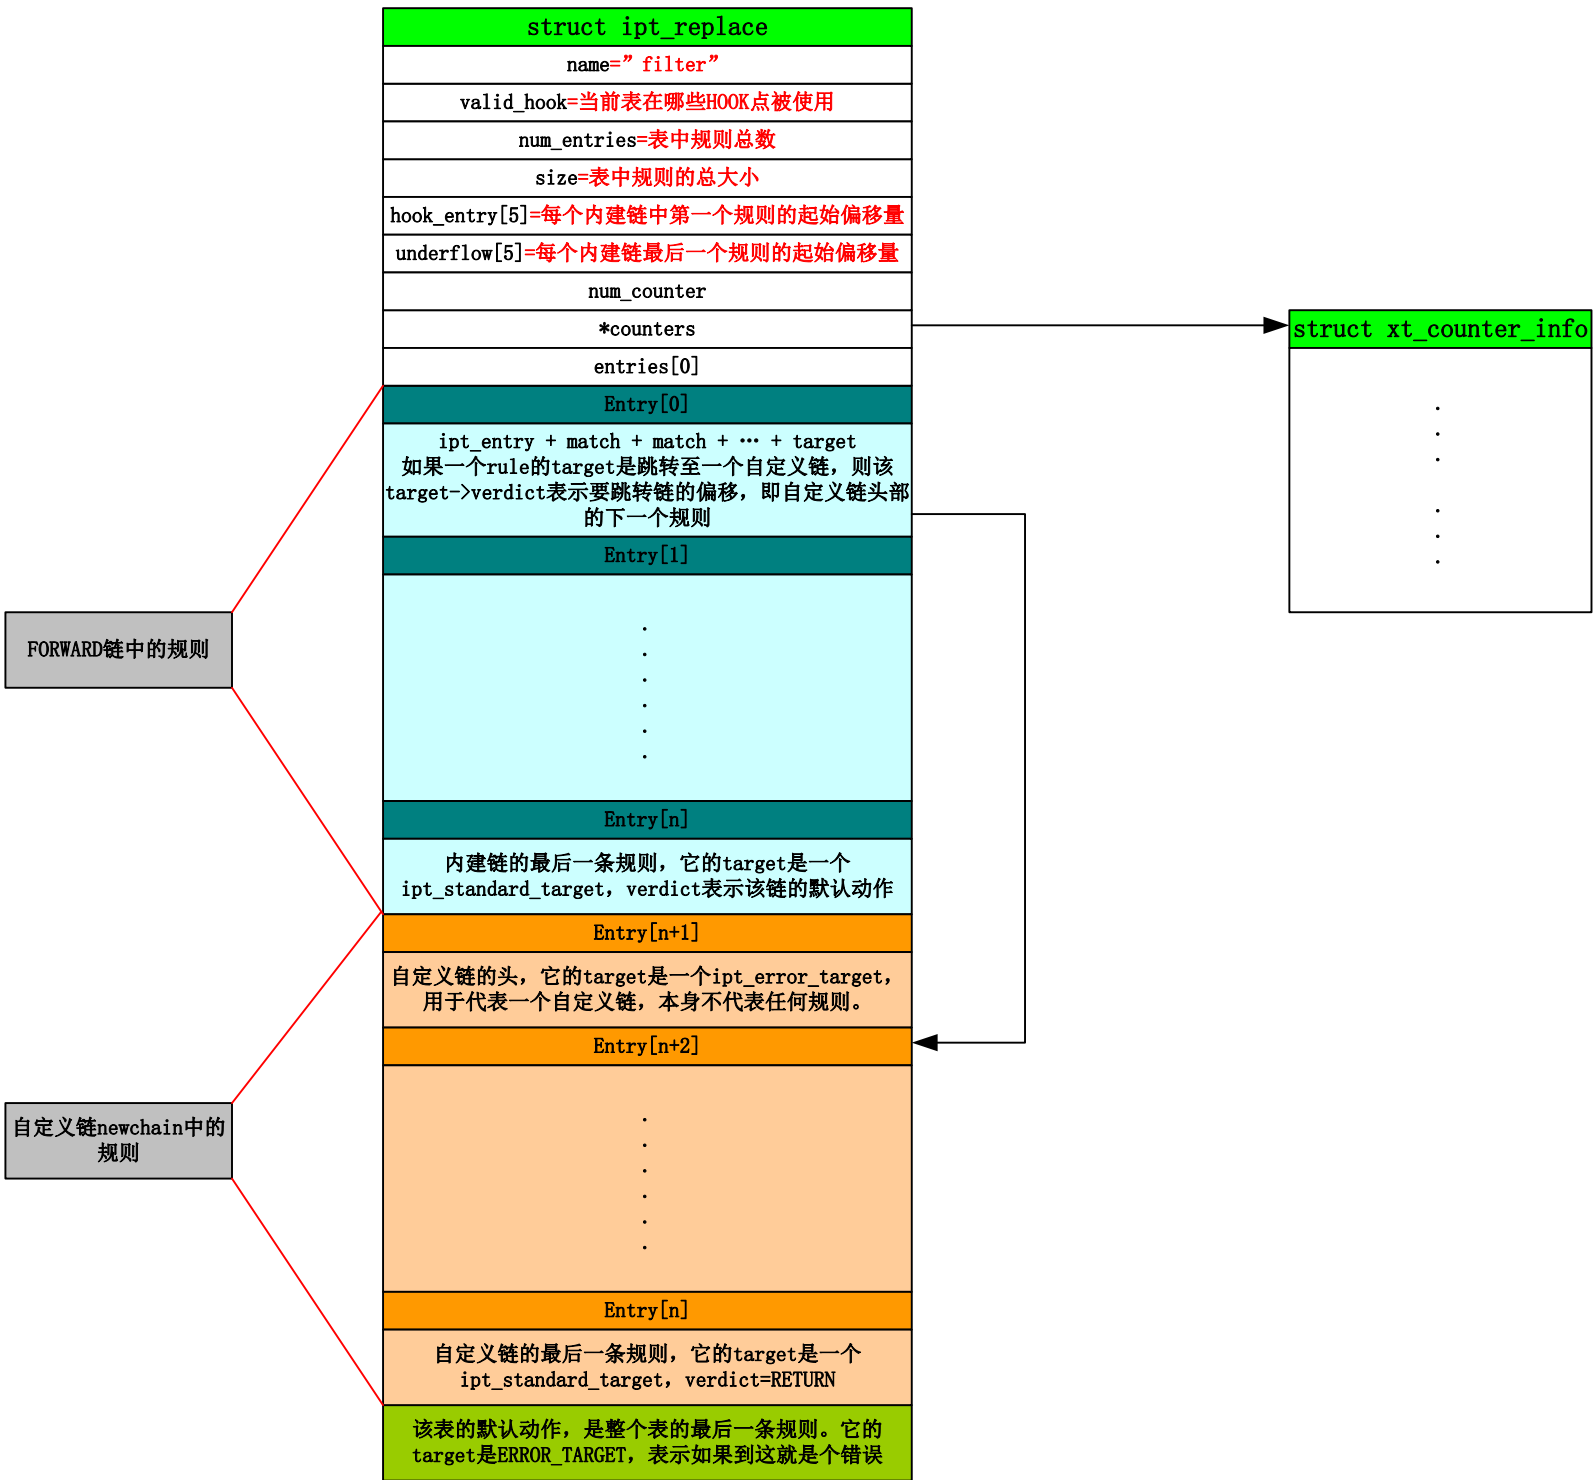 struct ipt_replace
name=”filter”
valid_hook=当前表在哪些HOOK点被使用
num_entries=表中规则总数
size=表中规则的总大小
hook_entry[5]=每个内建链中第一个规则的起始偏移量
underflow[5]=每个内建链最后一个规则的起始偏移量
num_counter
*counters
entries[0]
struct xt_counter_info
.
.
.
.
.
.
Entry[0]
ipt_entry + match + match + … + target
如果一个rule的target是跳转至一个自定义链，则该
target->verdict表示要跳转链的偏移，即自定义链头部
的下一个规则
Entry[1]
.
.
.
.
.
.
FORWARD链中的规则
Entry[n]
内建链的最后一条规则，它的target是一个
ipt_standard_target，verdict表示该链的默认动作
Entry[n+1]
自定义链的头，它的target是一个ipt_error_target，
用于代表一个自定义链，本身不代表任何规则。
Entry[n+2]
.
.
.
.
.
.
自定义链newchain中的
规则
Entry[n]
自定义链的最后一条规则，它的target是一个
ipt_standard_target，verdict=RETURN
该表的默认动作，是整个表的最后一条规则。它的
target是ERROR_TARGET，表示如果到这就是个错误